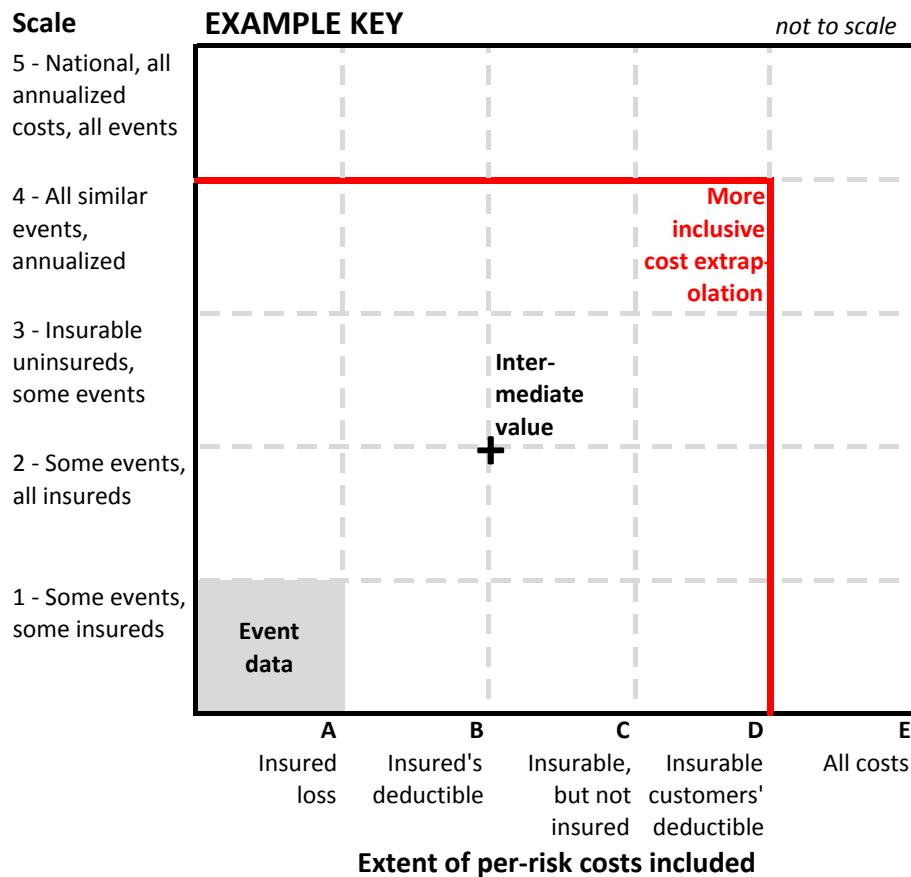 Scale
EXAMPLE KEY
not to scale
5 - National, all
annualized
costs, all events
4 - All similar
events,
annualized
3 - Insurable
uninsureds,
some events
2 - Some events,
all insureds
1 - Some events,
some insureds
More
inclusive
cost extrap-
olation
Inter-
mediate
value
Event
data
A
Insured
loss
B
Insured's
deductible
C
Insurable,
but not
insured
D
Insurable
customers'
deductible
E
All costs
Extent of per-risk costs included